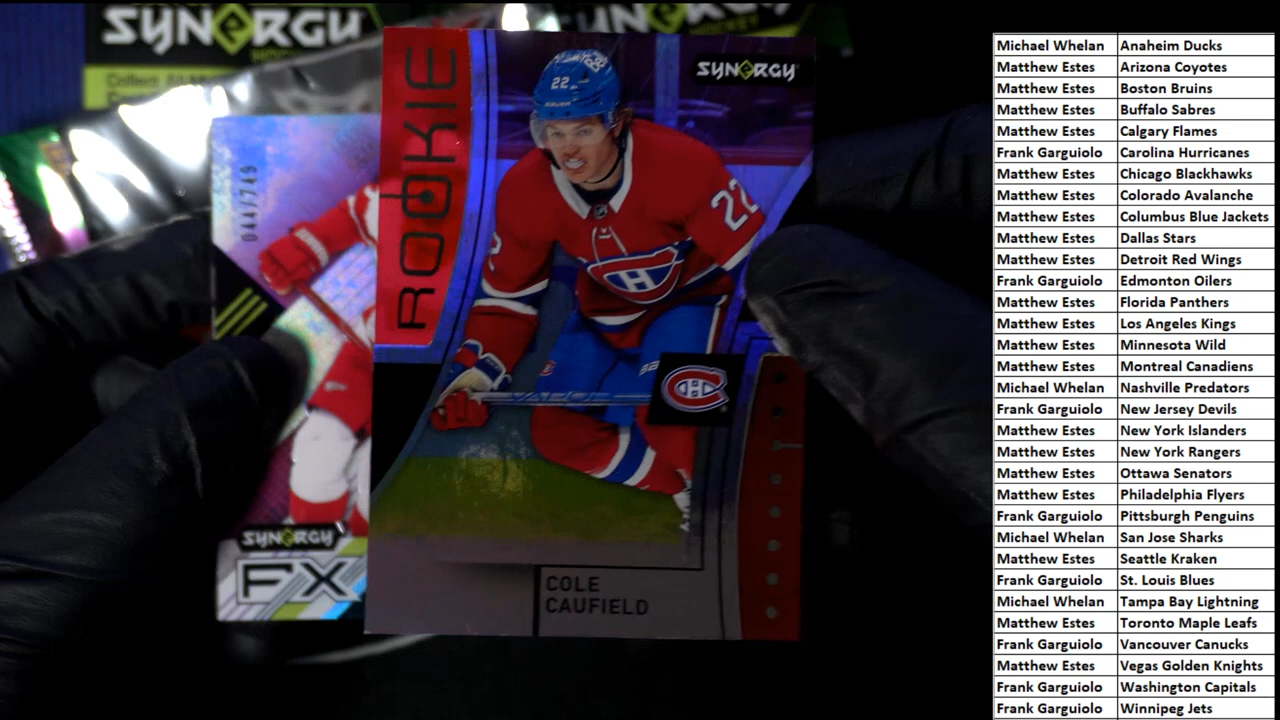 SYNERGY
HOCKEY
HOCKEY
Collect
ROOKIE
22
SYNERGY
22
044/749
COLE
CAUFIELD
SYNERGY
FX
Michael Whelan Anaheim Ducks
Matthew Estes Arizona Coyotes
Matthew Estes Boston Bruins
Matthew Estes Buffalo Sabres
Matthew Estes Calgary Flames
Frank Garguiolo Carolina Hurricanes
Matthew Estes Chicago Blackhawks
Matthew Estes Colorado Avalanche
Matthew Estes Columbus Blue Jackets
Matthew Estes Dallas Stars
Matthew Estes Detroit Red Wings
Frank Garguiolo Edmonton Oilers
Matthew Estes Florida Panthers
Matthew Estes Los Angeles Kings
Matthew Estes Minnesota Wild
Matthew Estes Montreal Canadiens
Michael Whelan Nashville Predators
Frank Garguiolo New Jersey Devils
Matthew Estes New York Islanders
Matthew Estes New York Rangers
Matthew Estes Ottawa Senators
Matthew Estes Philadelphia Flyers
Frank Garguiolo Pittsburgh Penguins
Michael Whelan San Jose Sharks
Matthew Estes Seattle Kraken
Frank Garguiolo St. Louis Blues
Michael Whelan Tampa Bay Lightning
Matthew Estes Toronto Maple Leafs
Frank Garguiolo Vancouver Canucks
Matthew Estes Vegas Golden Knights
Frank Garguiolo Washington Capitals
Frank Garguiolo Winnipeg Jets